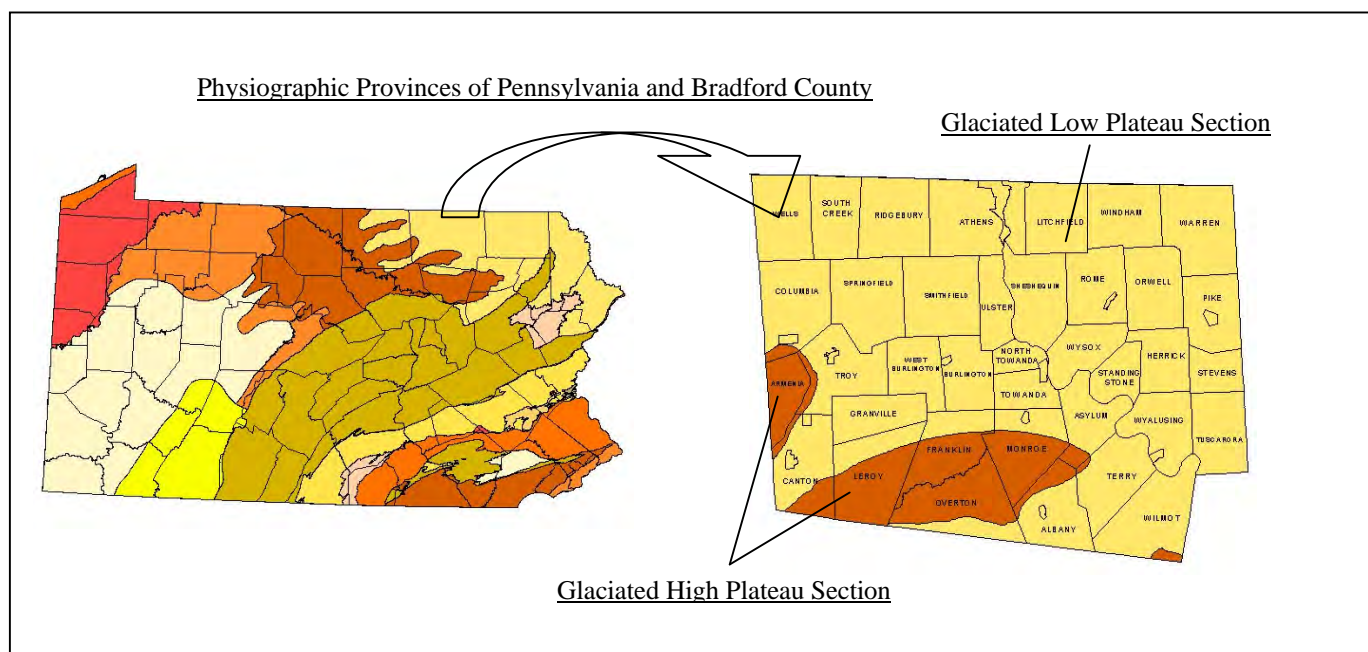 Physiographic Provinces of Pennsylvania and Bradford County
Glaciated Low Plateau Section
WELLS
SOUTH
CREEK
RIDGEBURY
ATHENS
LITCHFIELD
WINDHAM
WARREN
COLUMBIA
SPRINGFIELD
SMITHFIELD
ULSTER
SHESHEQUIN
ROME
ORWELL
PIKE
ARMENIA
TROY
WEST
BURLINGTON
BURLINGTON
NORTH
TOWANDA
WYSOX
STANDING
STONE
HERRICK
STEVENS
GRANVILLE
TOWANDA
ASYLUM
WYALUSING
TUSCARORA
CANTON
LEROY
FRANKLIN
MONROE
OVERTON
TERRY
ALBANY
WILMOT
Glaciated High Plateau Section